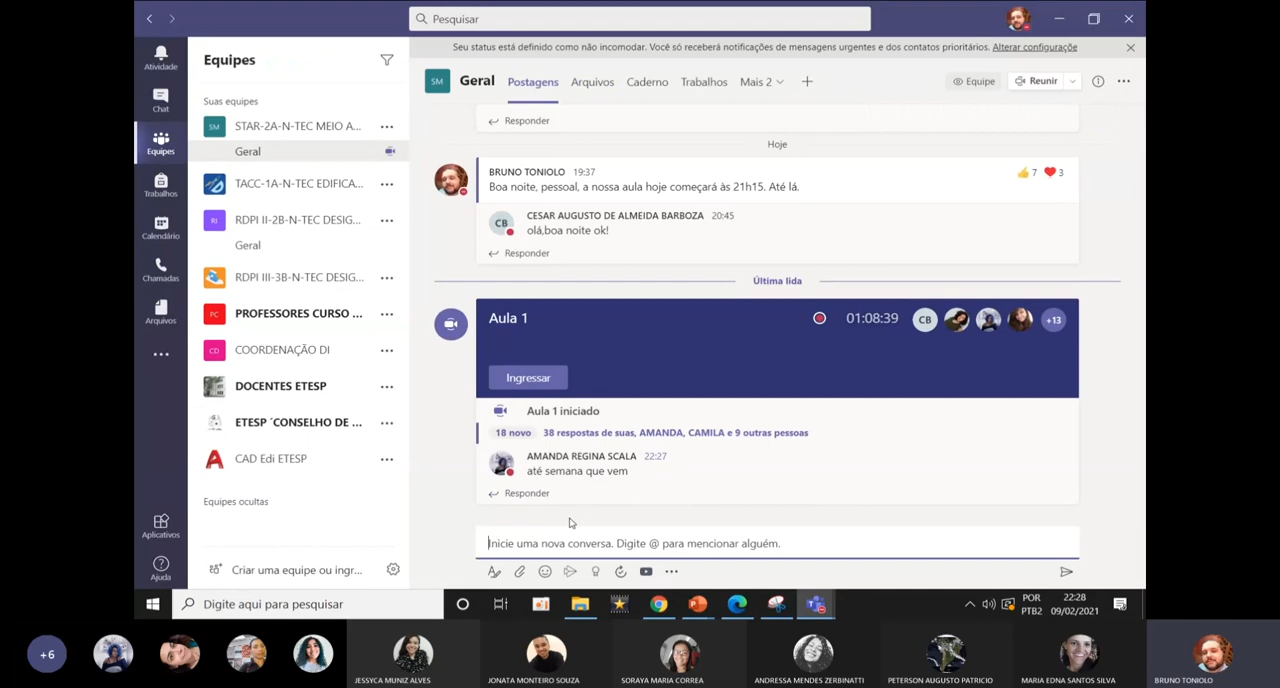 Pesquisar
Seu status está definido como não incomodar. Você só receberá notificações de mensagens urgentes e dos contatos prioritários. Alterar configuraçõe
Atividade
Chat
Equipes
Trabalhos
Calendário
Chamadas
Arquivos
Aplicativos
Ajuda
Equipes
Suas equipes
SM STAR-2A-N-TEC MEIO A...
Geral
TACC-1A-N-TEC EDIFICA...
RI RDPI II-2B-N-TEC DESIG...
Geral
RDPI III-3B-N-TEC DESIG...
PC PROFESSORES CURSO ...
CD COORDENAÇÃO DI
DOCENTES ETESP
ETESP ´CONSELHO DE ...
CAD Edi ETESP
Equipes ocultas
Criar uma equipe ou ingr...
SM Geral Postagens Arquivos Caderno Trabalhos Mais 2 Equipe Reunir
Responder
Hoje
BRUNO TONIOLO 19:37 7 3
Boa noite, pessoal, a nossa aula hoje começará às 21h15. Até lá.
CB CESAR AUGUSTO DE ALMEIDA BARBOZA 20:45
olá,boa noite ok!
Responder
Última lida
Aula 1 01:08:39 CB +13
Ingressar
Aula 1 iniciado
18 novo 38 respostas de suas, AMANDA, CAMILA e 9 outras pessoas
AMANDA REGINA SCALA 22:27
até semana que vem
Responder
Inicie uma nova conversa. Digite @ para mencionar alguém.
Digite aqui para pesquisar
POR 22:28
PTB2 09/02/2021
+6
JESSYCA MUNIZ ALVES
JONATA MONTEIRO SOUZA
SORAYA MARIA CORREA
ANDRESSA MENDES ZERBINATTI
PETERSON AUGUSTO PATRICIO
MARIA EDNA SANTOS SILVA
BRUNO TONIOLO